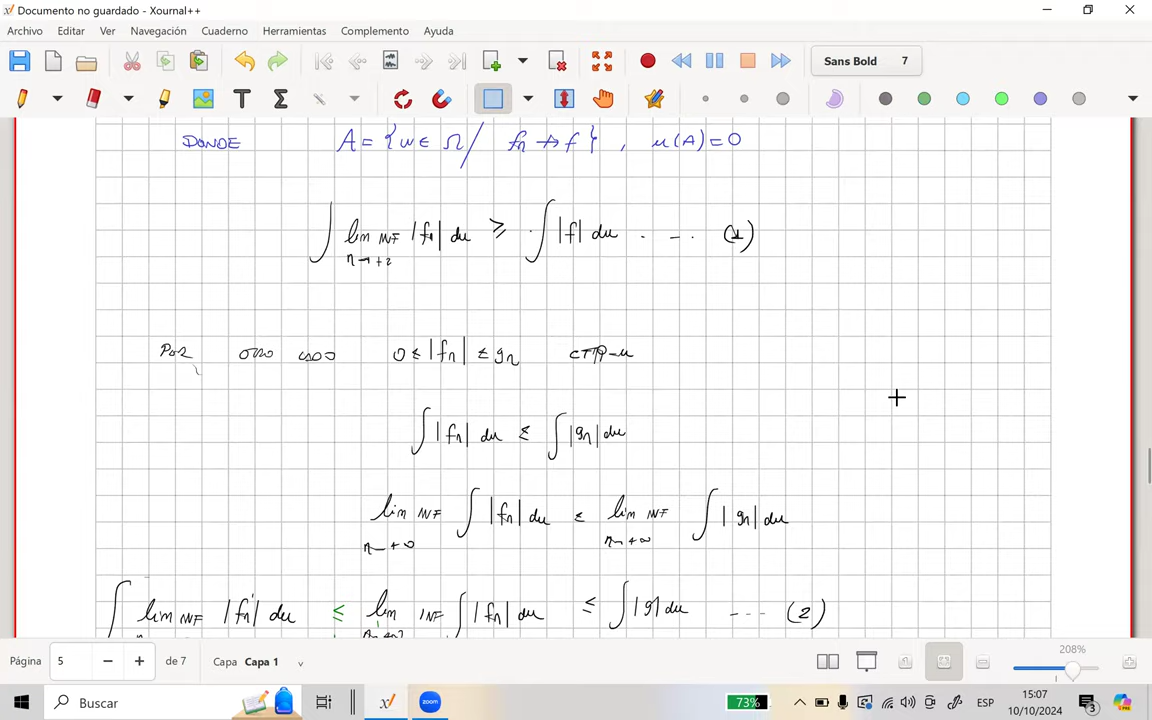 Documento no guardado - Xournal++
Archivo Editar Ver Navegación Cuaderno Herramientas Complemento Ayuda
Sans Bold 7
DONDE A = {ω ∈ Ω / fn ↛ f} , μ(A) = 0
∫ lim INF |fn| dμ ≥ ∫ |f| dμ . -- . (1)
n→+∞
POR OTRO LADO 0 ≤ |fn| ≤ gn CTP-μ
∫ |fn| dμ ≤ ∫ |gn| dμ
lim INF ∫ |fn| dμ ≤ lim INF ∫ |gn| dμ
n→+∞ n→+∞
∫ lim INF |fn| dμ ≤ lim INF ∫ |fn| dμ ≤ ∫ |g| dμ --- (2)
Página 5 de 7 Capa Capa 1 208%
Buscar 73% ESP 15:07
zoom 10/10/2024 3